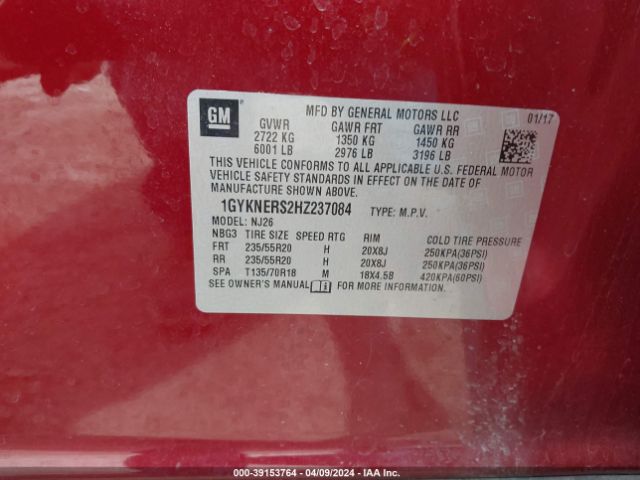 GM
MFD BY GENERAL MOTORS LLC
01/17
GVWR GAWR FRT GAWR RR
2722 KG 1350 KG 1450 KG
6001 LB 2976 LB 3196 LB
THIS VEHICLE CONFORMS TO ALL APPLICABLE U.S. FEDERAL MOTOR
VEHICLE SAFETY STANDARDS IN EFFECT ON THE DATE OF
MANUFACTURE SHOWN ABOVE.
1GYKNERS2HZ237084 TYPE: M.P.V.
MODEL: NJ26
NBG3 TIRE SIZE SPEED RTG RIM COLD TIRE PRESSURE
FRT 235/55R20 H 20X8J 250KPA(36PSI)
RR 235/55R20 H 20X8J 250KPA(36PSI)
SPA T135/70R18 M 18X4.5B 420KPA(60PSI)
SEE OWNER'S MANUAL FOR MORE INFORMATION.
000-39153764 - 04/09/2024 - IAA Inc.